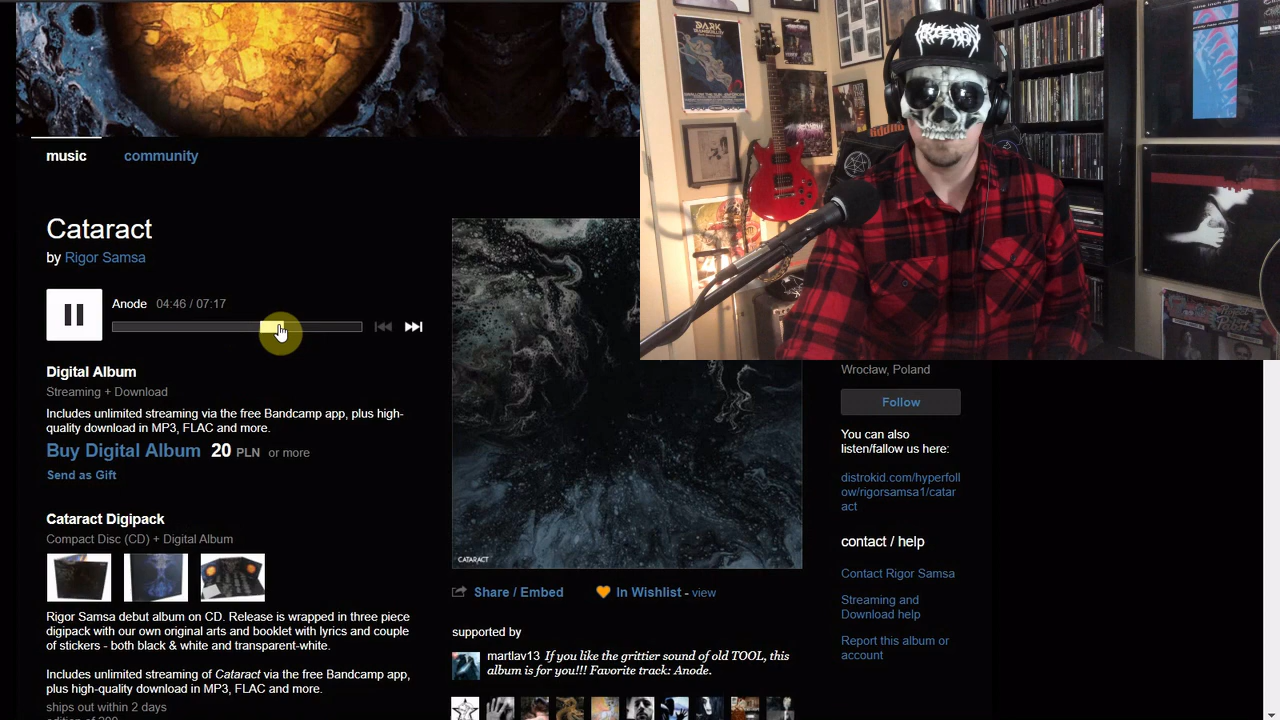 music
community
Cataract
by Rigor Samsa
Anode 04:46 / 07:17
Digital Album
Streaming + Download
Includes unlimited streaming via the free Bandcamp app, plus high-
quality download in MP3, FLAC and more.
Buy Digital Album 20 PLN or more
Send as Gift
Cataract Digipack
Compact Disc (CD) + Digital Album
Rigor Samsa debut album on CD. Release is wrapped in three piece
digipack with our own original arts and booklet with lyrics and couple
of stickers - both black & white and transparent-white.
Includes unlimited streaming of Cataract via the free Bandcamp app,
plus high-quality download in MP3, FLAC and more.
ships out within 2 days
CATARACT
Share / Embed
In Wishlist - view
supported by
martlav13 If you like the grittier sound of old TOOL, this
album is for you!!! Favorite track: Anode.
Wrocław, Poland
Follow
You can also
listen/fallow us here:
distrokid.com/hyperfoll
ow/rigorsamsa1/catar
act
contact / help
Contact Rigor Samsa
Streaming and
Download help
Report this album or
account
DARK
TRANQUILLITY
nine inch nails